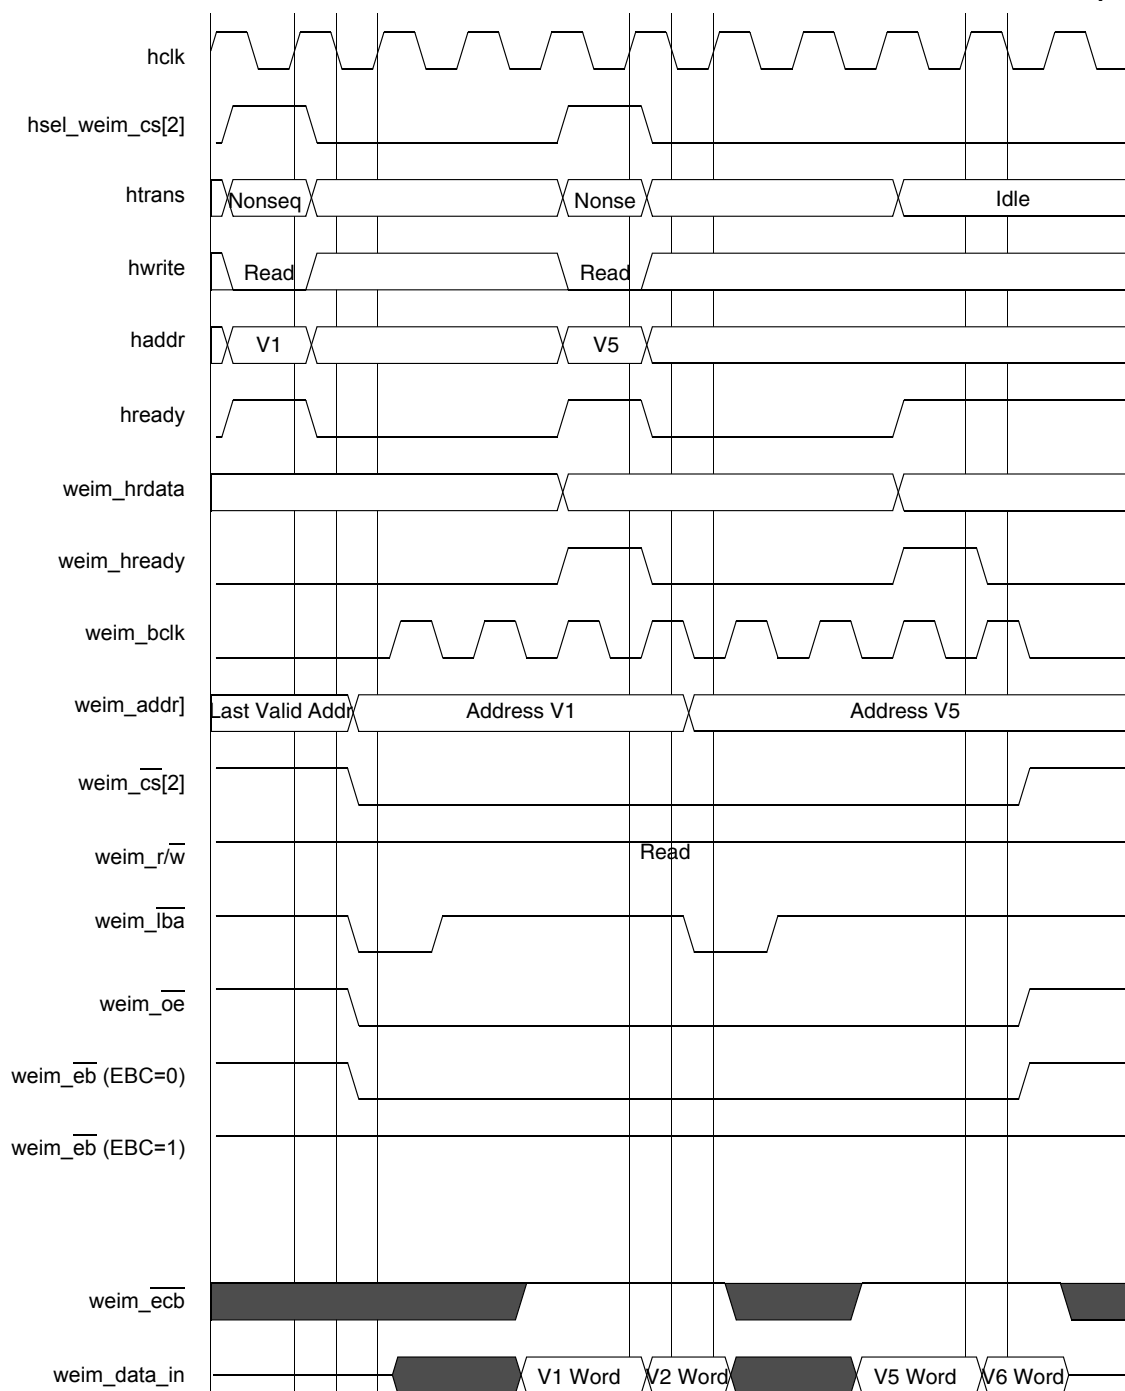 hclk
hsel_weim_cs[2]
htrans Nonseq Nonse Idle
hwrite Read Read
haddr V1 V5
hready
weim_hrdata
weim_hready
weim_bclk
weim_addr] Last Valid Addr Address V1 Address V5
weim_cs[2]
weim_r/w Read
weim_lba
weim_oe
weim_eb (EBC=0)
weim_eb (EBC=1)
weim_ecb
weim_data_in V1 Word V2 Word V5 Word V6 Word